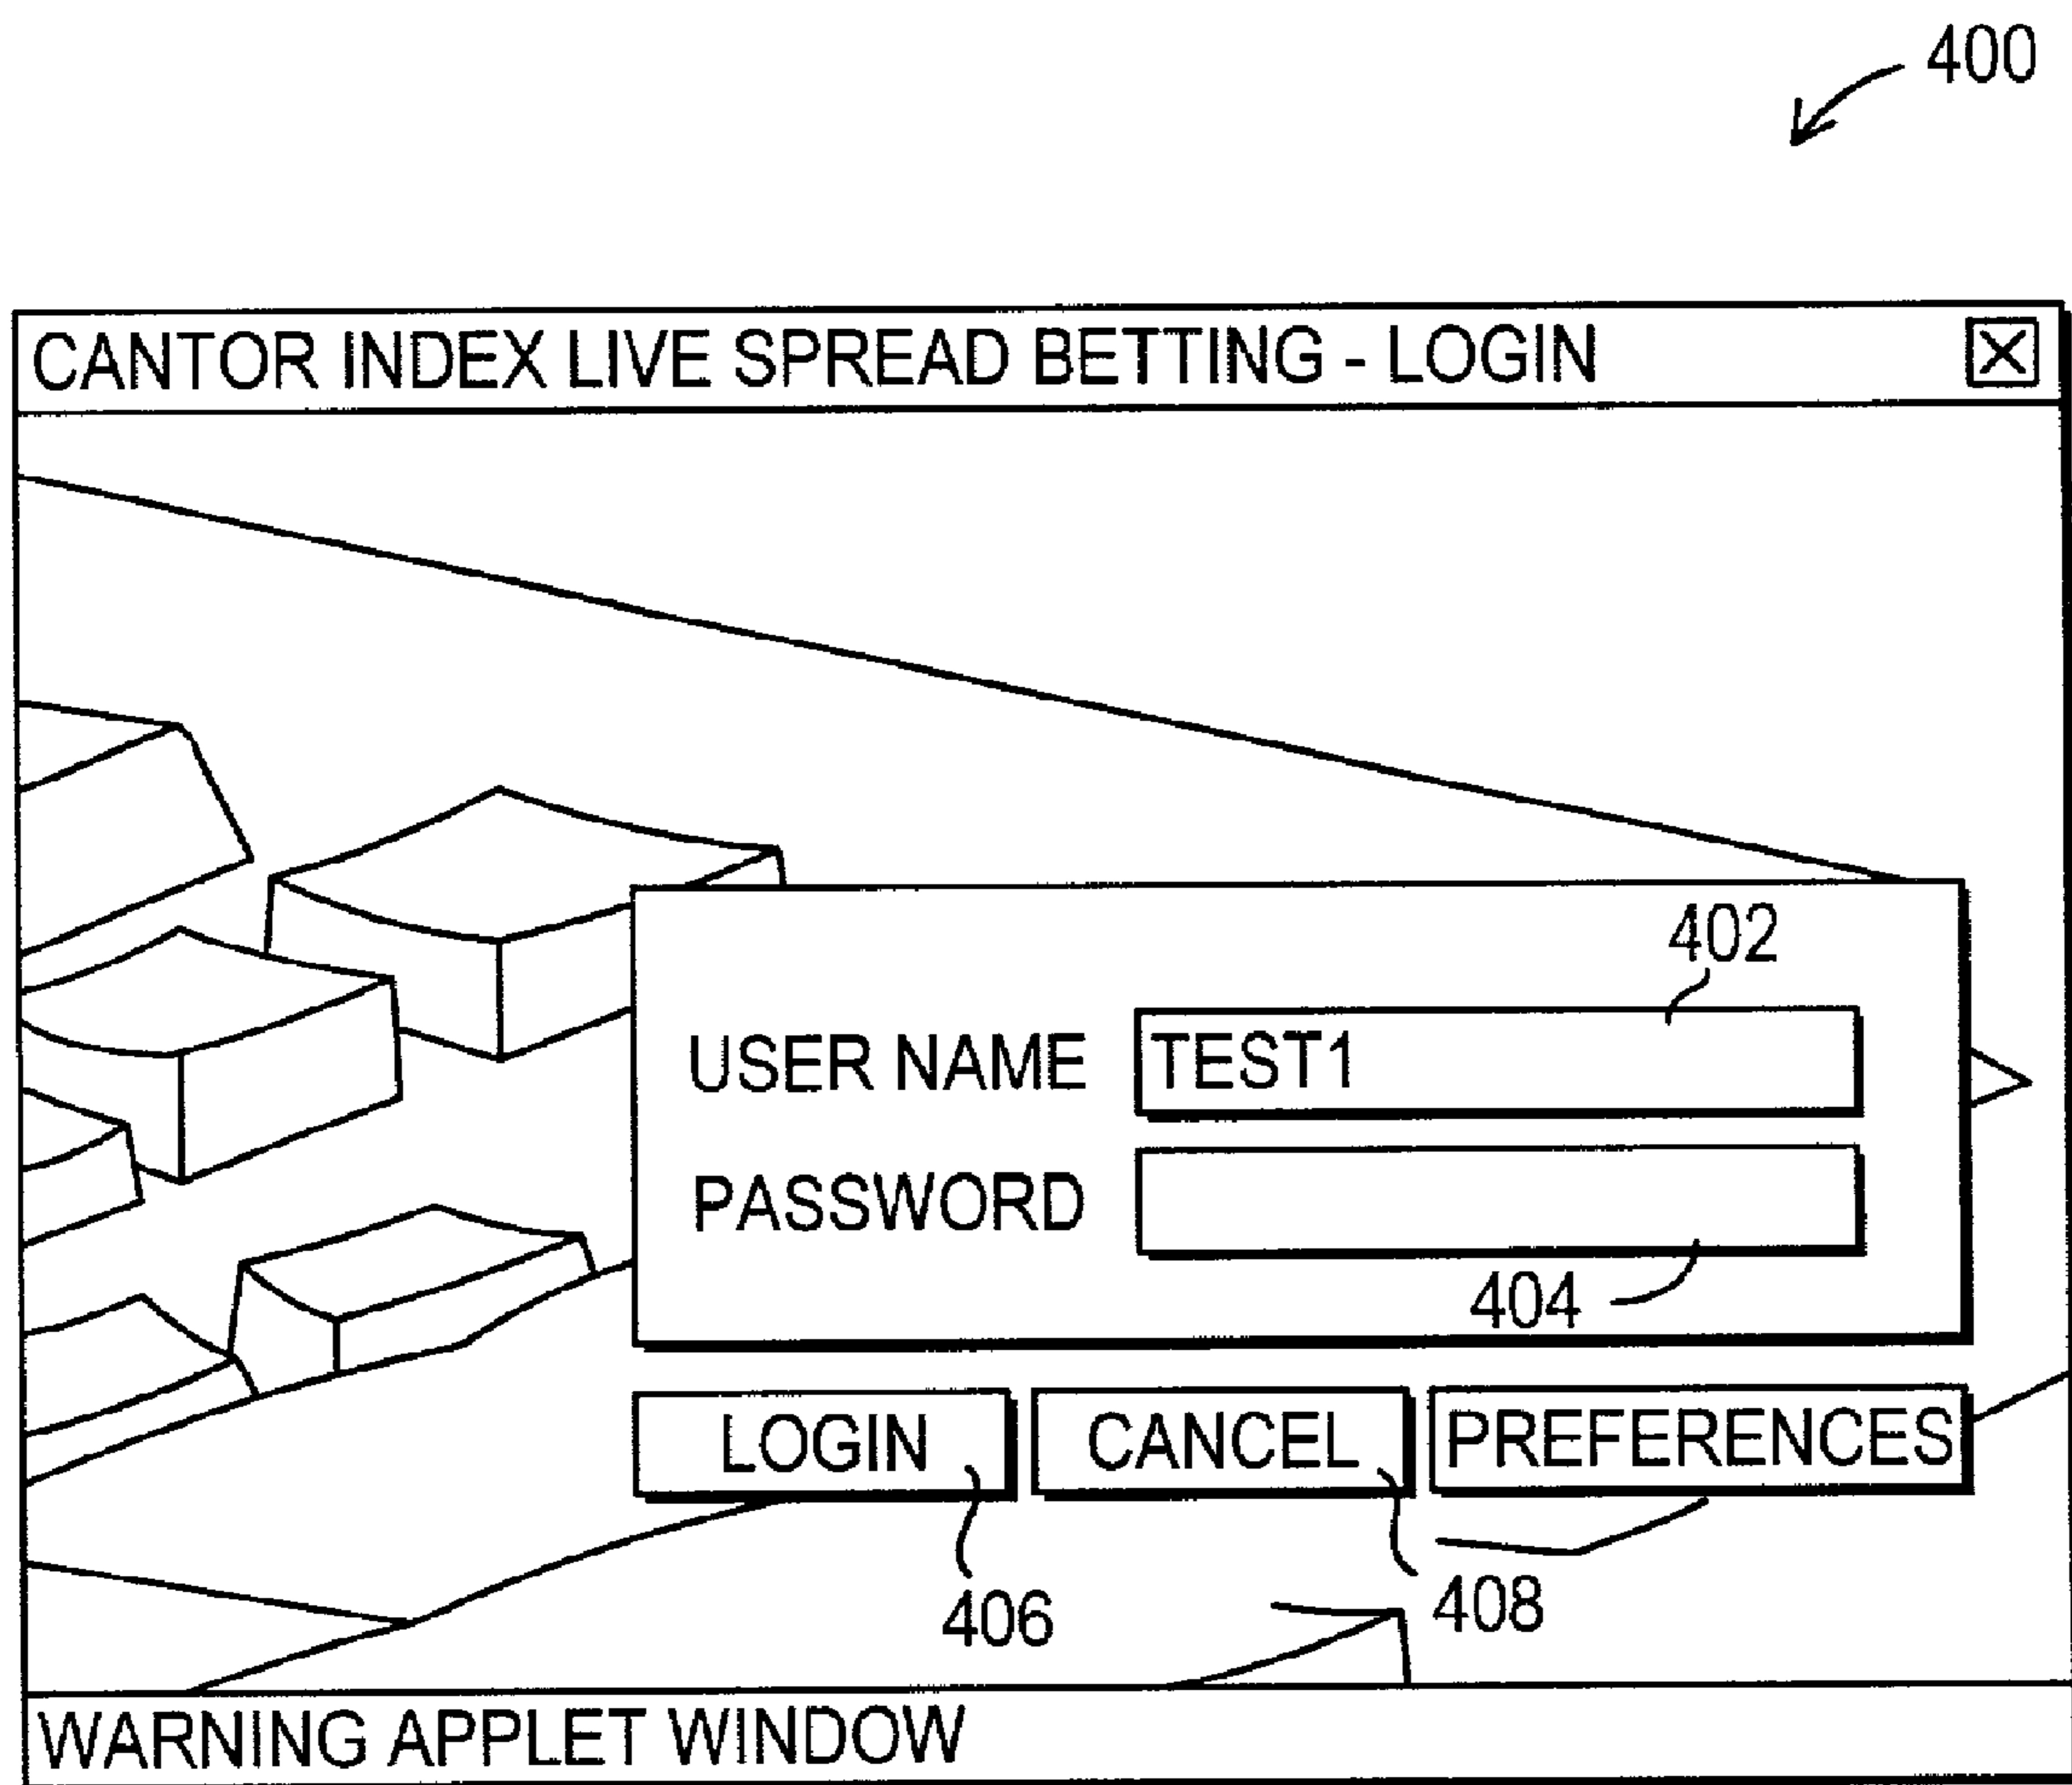 400
CANTOR INDEX LIVE SPREAD BETTING - LOGIN
402
USER NAME TEST1
PASSWORD
404
LOGIN CANCEL PREFERENCES
406 408
WARNING APPLET WINDOW